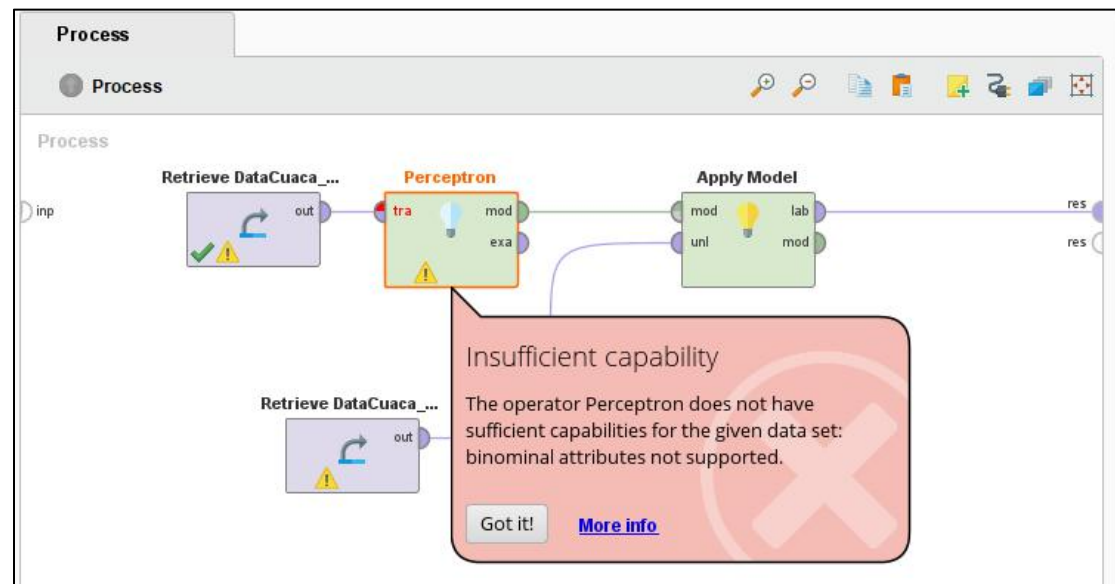 Process
Process
Process
Retrieve DataCuaca_...
Perceptron
Apply Model
inp
out
tra
mod
exa
mod
lab
unl
mod
res
res
Insufficient capability
The operator Perceptron does not have
sufficient capabilities for the given data set:
binominal attributes not supported.
Retrieve DataCuaca_...
out
Got it!
More info